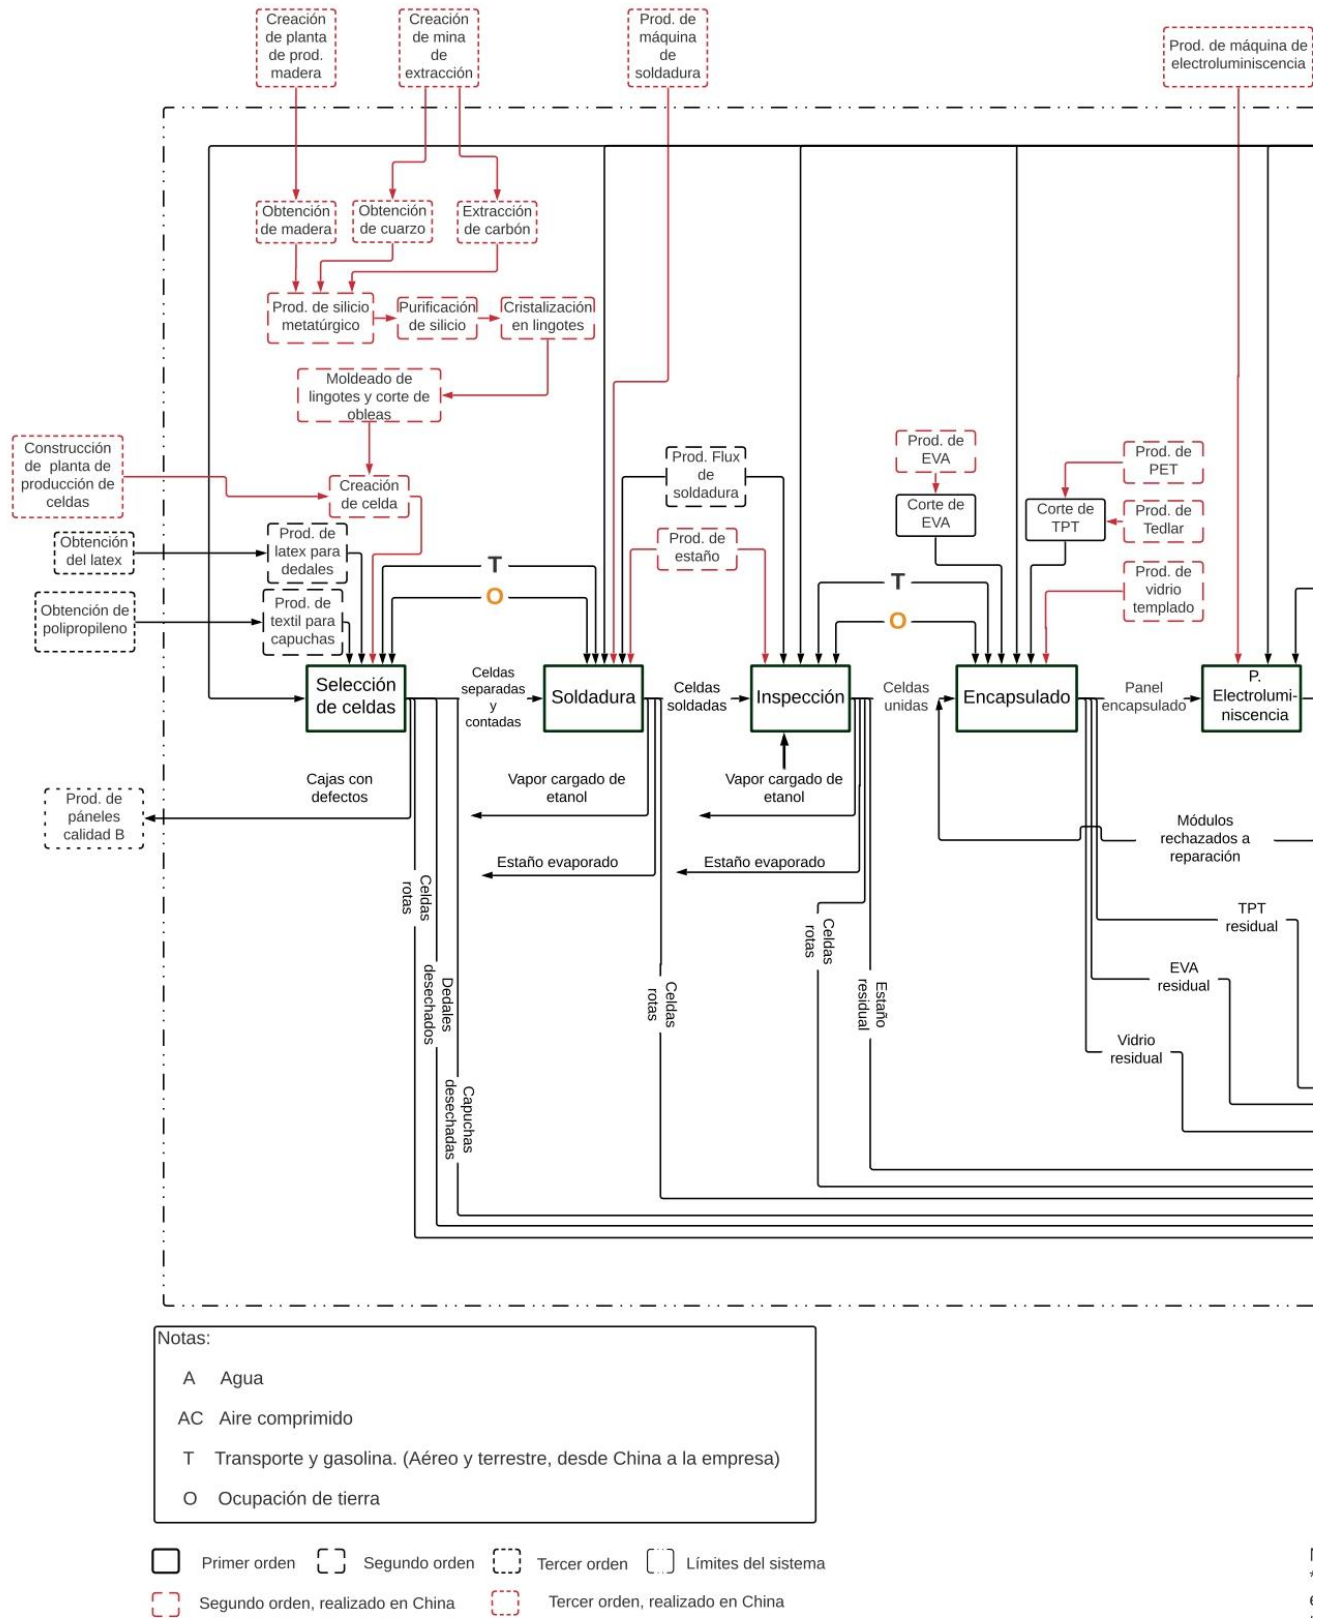 Creación
de planta
de prod.
madera
Creación
de mina
de
extracción
Prod. de
máquina
de
soldadura
Prod. de máquina de
electroluminiscencia
Obtención
de madera
Obtención
de cuarzo
Extracción
de carbón
Prod. de silicio
metatúrgico
Purificación
de silicio
Cristalización
en lingotes
Moldeado de
lingotes y corte de
obleas
Construcción
de planta de
producción de
celdas
Creación
de celda
Prod. Flux
de
soldadura
Prod. de
EVA
Corte de
EVA
Prod. de
PET
Corte de
TPT
Prod. de
Tedlar
Obtención
del latex
Prod. de
latex para
dedales
Prod. de
estaño
T
O
T
O
Prod. de
vidrio
templado
Obtención de
polipropileno
Prod. de
textil para
capuchas
Selección
de celdas
Celdas
separadas
y
contadas
Soldadura
Celdas
soldadas
Inspección
Celdas
unidas
Encapsulado
Panel
encapsulado
P.
Electrolumi-
niscencia
Prod. de
páneles
calidad B
Cajas con
defectos
Vapor cargado de
etanol
Vapor cargado de
etanol
Módulos
rechazados a
reparación
Estaño evaporado
Estaño evaporado
Celdas
rotas
Dedales
desechados
Capuchas
desechadas
Celdas
rotas
Celdas
rotas
Estaño
residual
TPT
residual
EVA
residual
Vidrio
residual
Notas:
A Agua
AC Aire comprimido
T Transporte y gasolina. (Aéreo y terrestre, desde China a la empresa)
O Ocupación de tierra
Primer orden Segundo orden Tercer orden Límites del sistema
Segundo orden, realizado en China Tercer orden, realizado en China